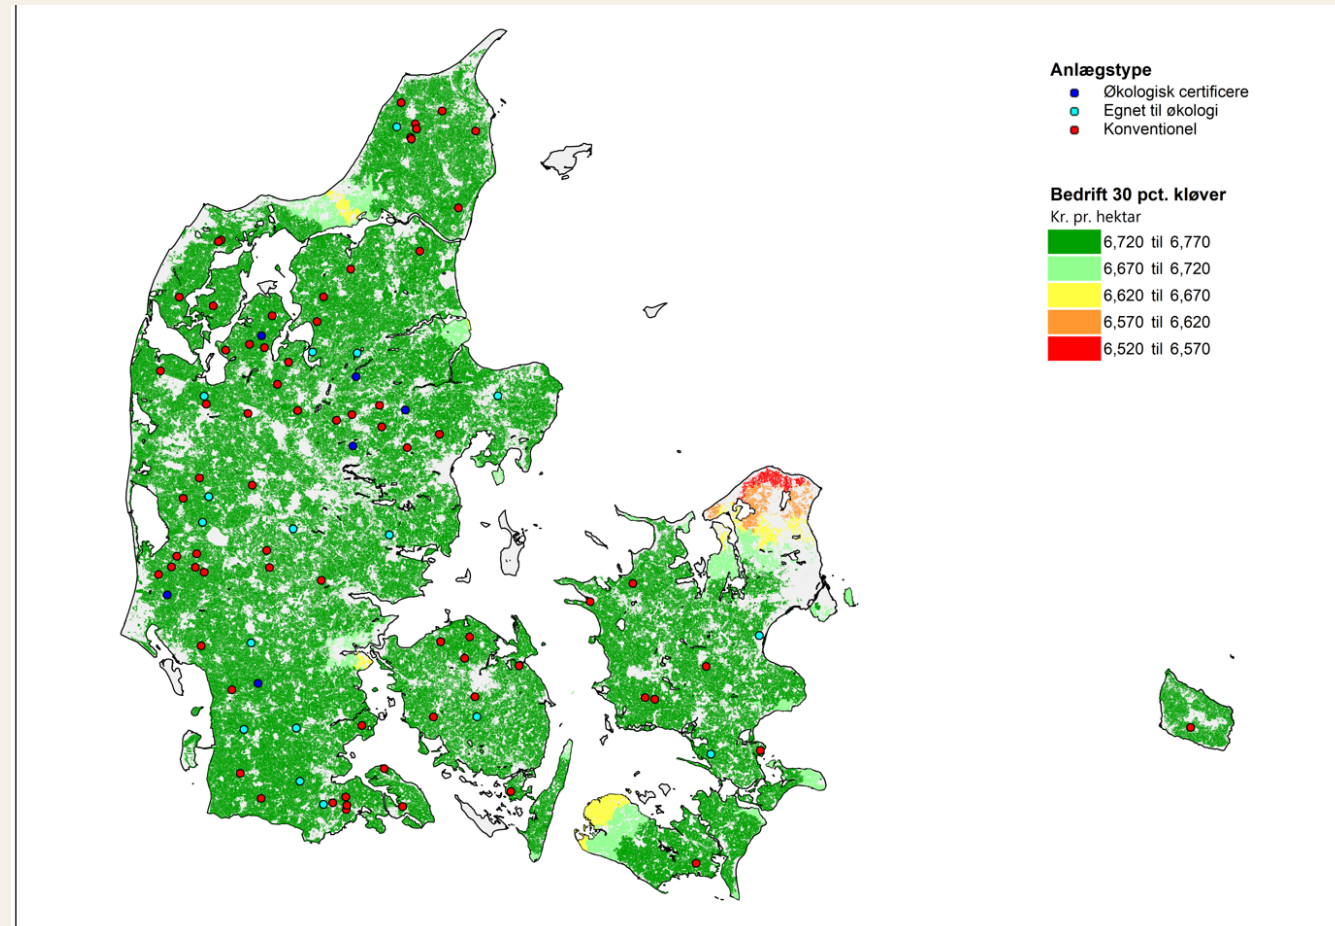 Anlægstype
Økologisk certificere
Egnet til økologi
Konventionel
Bedrift 30 pct. kløver
Kr. pr. hektar
6,720 til 6,770
6,670 til 6,720
6,620 til 6,670
6,570 til 6,620
6,520 til 6,570